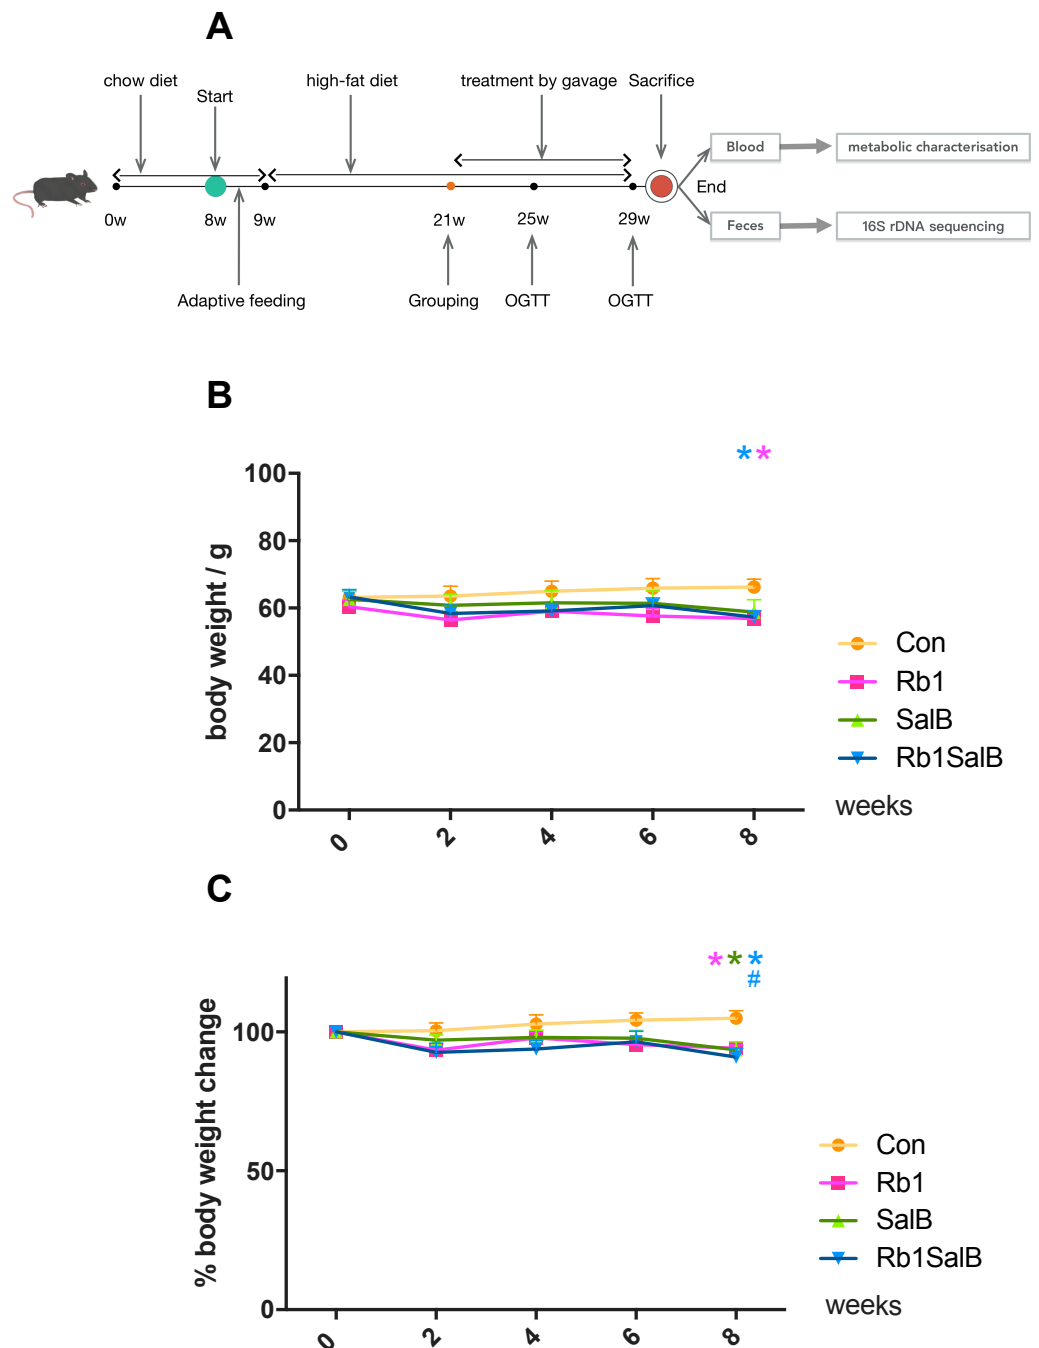 A
chow diet
Start
high-fat diet
treatment by gavage
Sacrifice
Blood
metabolic characterisation
End
0w
8w
9w
21w
25w
29w
Feces
16S rDNA sequencing
Adaptive feeding
Grouping
OGTT
OGTT
B
* *
100
80
60
40
20
0
body weight / g
0
2
4
6
8
Con
Rb1
SalB
Rb1SalB
weeks
C
* * *
#
100
50
0
% body weight change
0
2
4
6
8
Con
Rb1
SalB
Rb1SalB
weeks